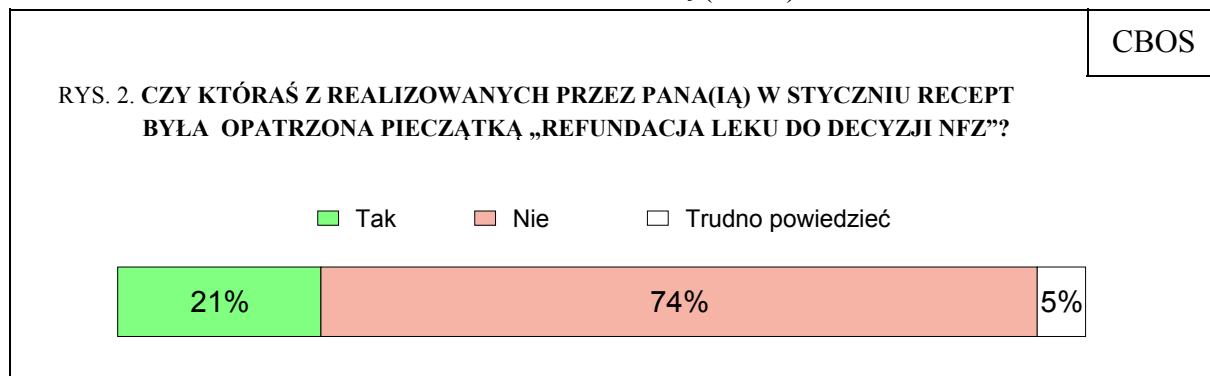 CBOS
RYS. 2. CZY KTÓRAŚ Z REALIZOWANYCH PRZEZ PANA(IĄ) W STYCZNIU RECEPT
BYŁA OPATRZONA PIECZĄTKĄ „REFUNDACJA LEKU DO DECYZJI NFZ”?
Tak Nie Trudno powiedzieć
21% 74% 5%